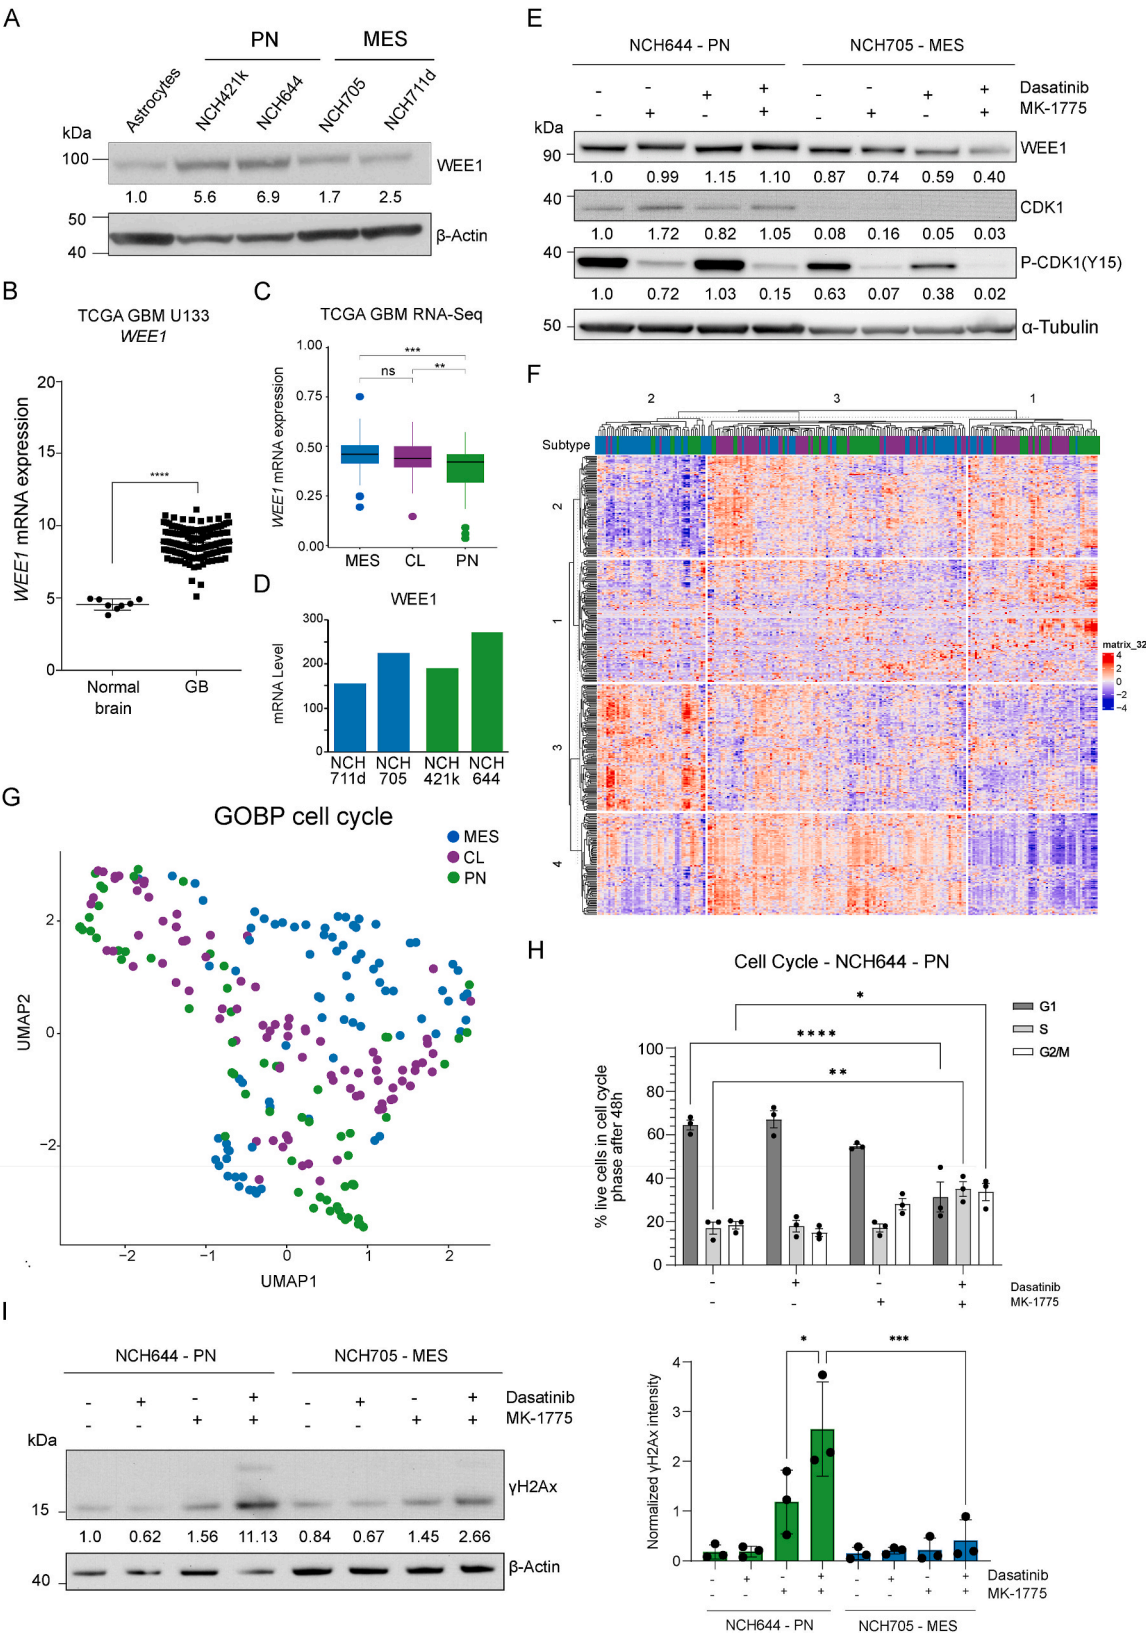 A
PN
MES
Astrocytes
NCH421k
NCH644
NCH705
NCH711d
kDa
100
WEE1
1.0 5.6 6.9 1.7 2.5
50
40
β-Actin
B
TCGA GBM U133
WEE1
WEE1 mRNA expression
20
15
10
5
0
****
Normal brain
GB
C
TCGA GBM RNA-Seq
WEE1 mRNA expression
1.00
0.75
0.50
0.25
0.00
***
ns
**
MES CL PN
D
WEE1
mRNA Level
300
200
100
0
NCH 711d
NCH 705
NCH 421k
NCH 644
E
NCH644 - PN
NCH705 - MES
- - + + - - + + Dasatinib
- + - + - + - + MK-1775
kDa
90
WEE1
1.0 0.99 1.15 1.10 0.87 0.74 0.59 0.40
40
CDK1
1.0 1.72 0.82 1.05 0.08 0.16 0.05 0.03
40
P-CDK1(Y15)
1.0 0.72 1.03 0.15 0.63 0.07 0.38 0.02
50
α-Tubulin
F
2 3 1
Subtype
2
1
3
4
matrix_32
4
2
0
−2
−4
G
GOBP cell cycle
MES
CL
PN
UMAP2
2
0
−2
−2 −1 0 1 2
UMAP1
H
Cell Cycle - NCH644 - PN
G1
S
G2/M
*
****
**
% live cells in cell cycle
phase after 48h
100
80
60
40
20
0
- + - + Dasatinib
- - + + MK-1775
I
NCH644 - PN
NCH705 - MES
- + - + - + - + Dasatinib
- - + + - - + + MK-1775
kDa
15
γH2Ax
1.0 0.62 1.56 11.13 0.84 0.67 1.45 2.66
40
β-Actin
Normalized γH2Ax intensity
4
3
2
1
0
*
***
- + - + - + - + Dasatinib
- - + + - - + + MK-1775
NCH644 - PN
NCH705 - MES